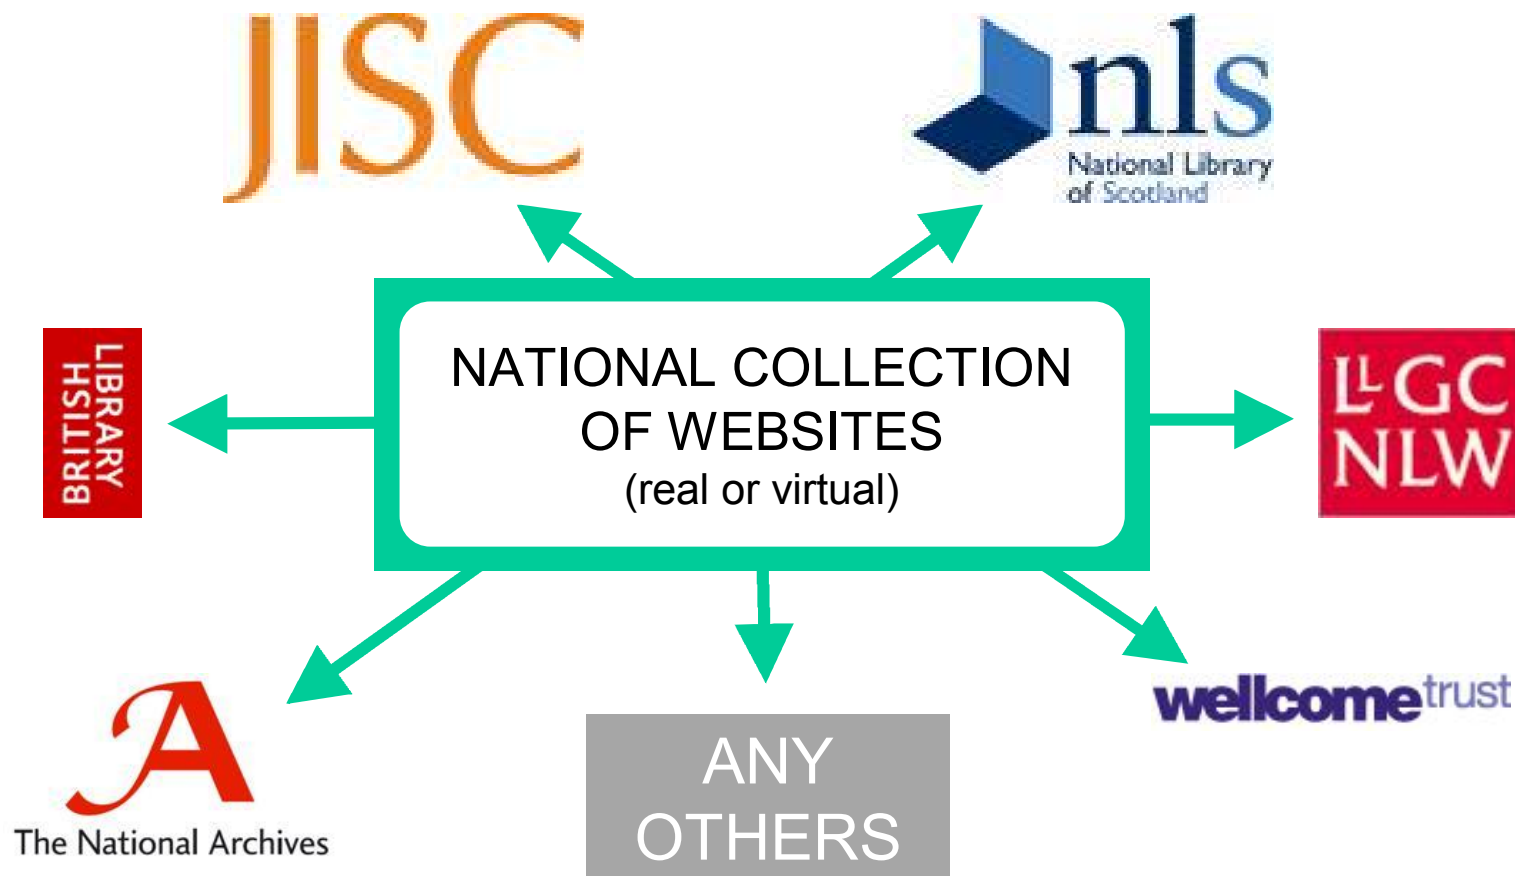 JISC
nls
National Library
of Scotland
NATIONAL COLLECTION
OF WEBSITES
(real or virtual)
BRITISH
LIBRARY
LLGC
NLW
The National Archives
ANY
OTHERS
wellcometrust